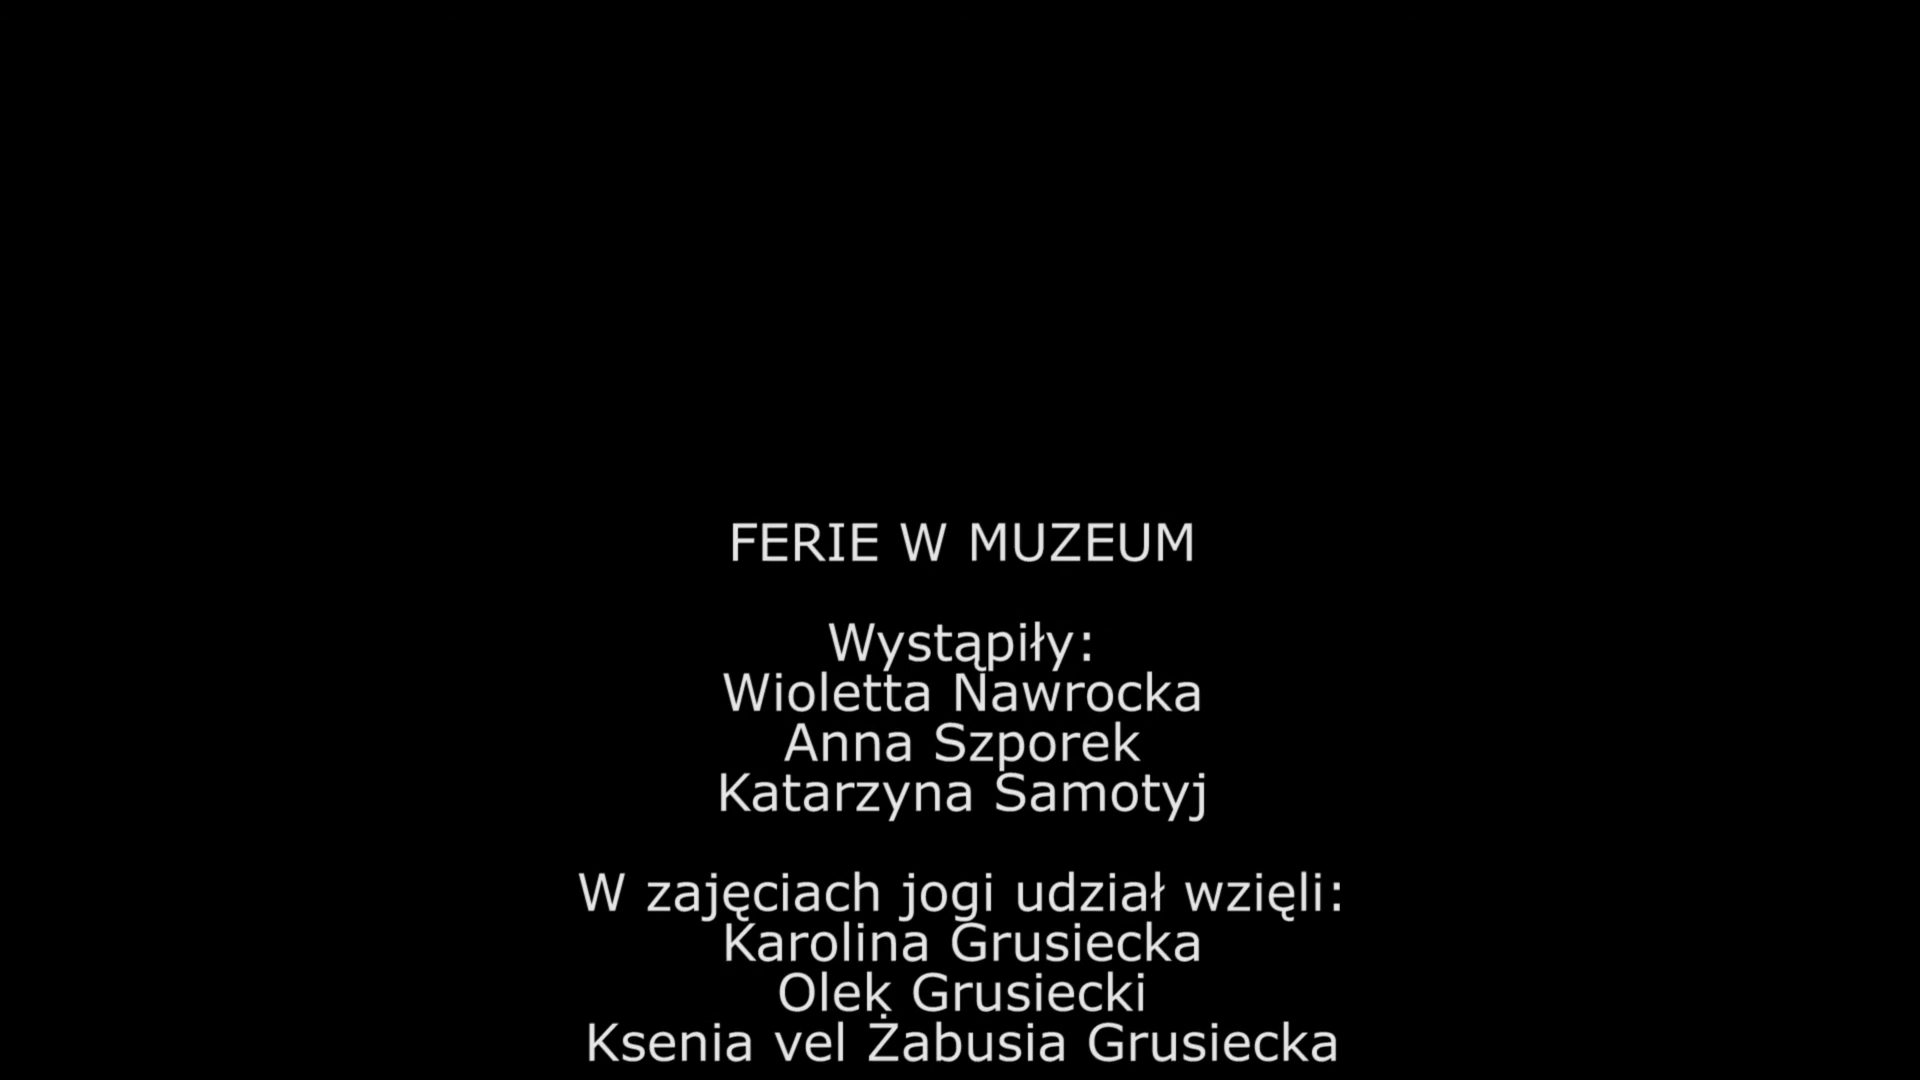 FERIE W MUZEUM
Wystąpiły:
Wioletta Nawrocka
Anna Szporek
Katarzyna Samotyj
W zajęciach jogi udział wzięli:
Karolina Grusiecka
Olek Grusiecki
Ksenia vel Żabusia Grusiecka